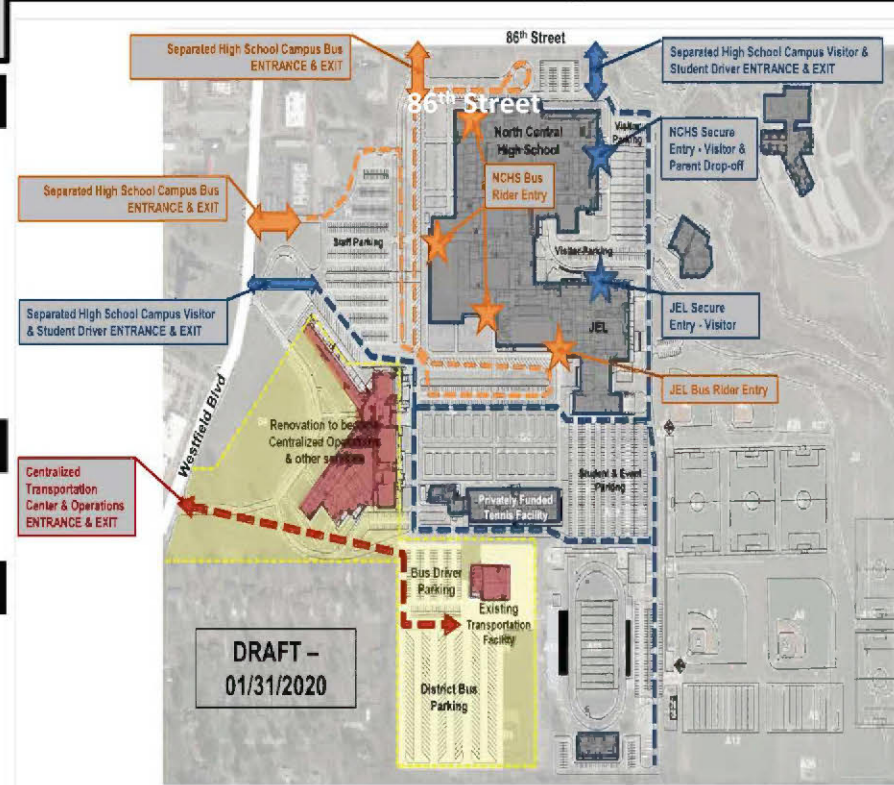 86th Street
Separated High School Campus Bus
ENTRANCE & EXIT
Separated High School Campus Visitor &
Student Driver ENTRANCE & EXIT
86th Street
North Central
High School
Visitor
Parking
NCHS Secure
Entry - Visitor &
Parent Drop-off
NCHS Bus
Rider Entry
Separated High School Campus Bus
ENTRANCE & EXIT
Staff Parking
Visitor Parking
Separated High School Campus Visitor
& Student Driver ENTRANCE & EXIT
JEL Secure
Entry - Visitor
JEL
JEL Bus Rider Entry
Westfield Blvd
Renovation to become
Centralized Operations
& other services
Centralized
Transportation
Center & Operations
ENTRANCE & EXIT
Student & Event
Parking
Privately Funded
Tennis Facility
Bus Driver
Parking
Existing
Transportation
Facility
DRAFT –
01/31/2020
District Bus
Parking